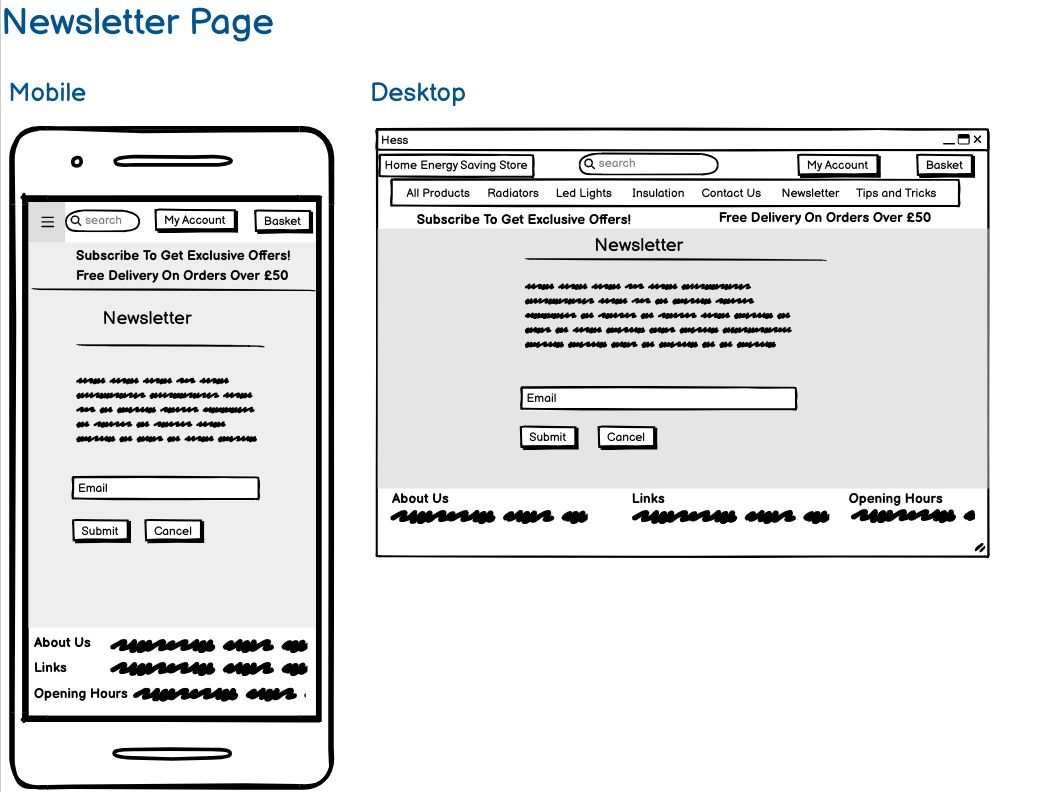 Newsletter Page
Mobile
search
My Account
Basket
Subscribe To Get Exclusive Offers!
Free Delivery On Orders Over £50
Newsletter
Email
Submit Cancel
About Us
Links
Opening Hours
Desktop
Hess
Home Energy Saving Store
search
My Account
Basket
All Products Radiators Led Lights Insulation Contact Us Newsletter Tips and Tricks
Subscribe To Get Exclusive Offers! Free Delivery On Orders Over £50
Newsletter
Email
Submit Cancel
About Us Links Opening Hours